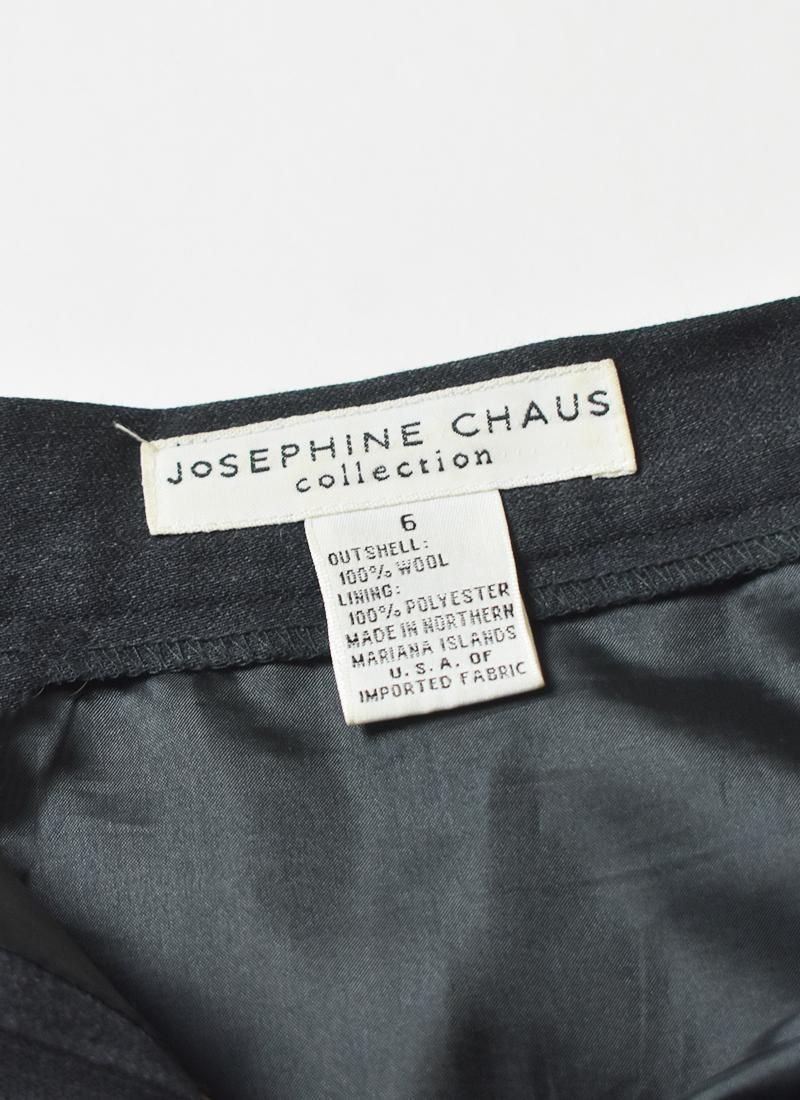 JoSEPHINE CHAUS
collection
6
OUTSHELL:
100% WOOL
LINING:
100% POLYESTER
MADE IN NORTHERN
MARIANA ISLANDS
U.S.A. OF
IMPORTED FABRIC